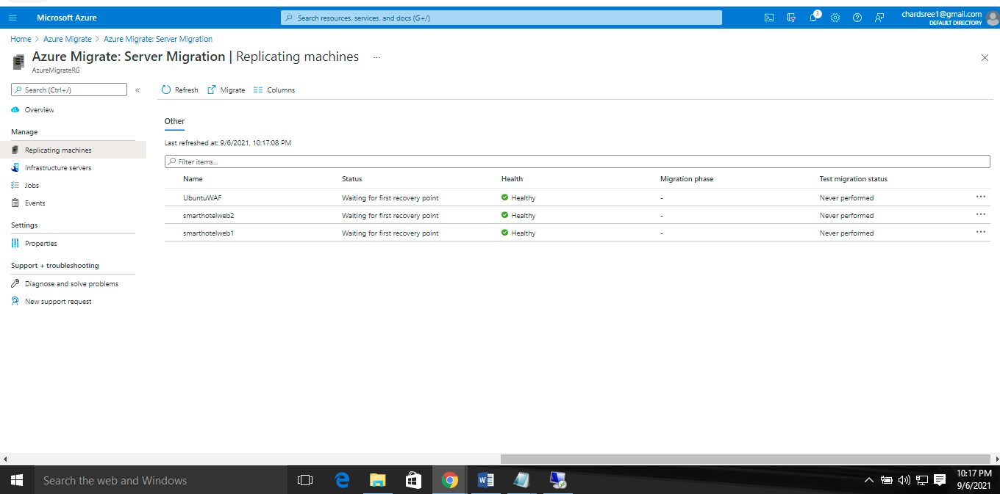 Microsoft Azure
Search resources, services, and docs (G+/)
3
chardsree1@gmail.com
DEFAULT DIRECTORY
Home > Azure Migrate > Azure Migrate: Server Migration
Azure Migrate: Server Migration | Replicating machines ...
AzureMigrateRG
Search (Ctrl+/) «
Refresh Migrate Columns
Overview
Manage
Replicating machines
Infrastructure servers
Jobs
Events
Settings
Properties
Support + troubleshooting
Diagnose and solve problems
New support request
Other
Last refreshed at: 9/6/2021, 10:17:08 PM
Filter items...
Name Status Health Migration phase Test migration status
UbuntuWAF Waiting for first recovery point Healthy - Never performed ...
smarthotelweb2 Waiting for first recovery point Healthy - Never performed ...
smarthotelweb1 Waiting for first recovery point Healthy - Never performed ...
Search the web and Windows
10:17 PM
9/6/2021